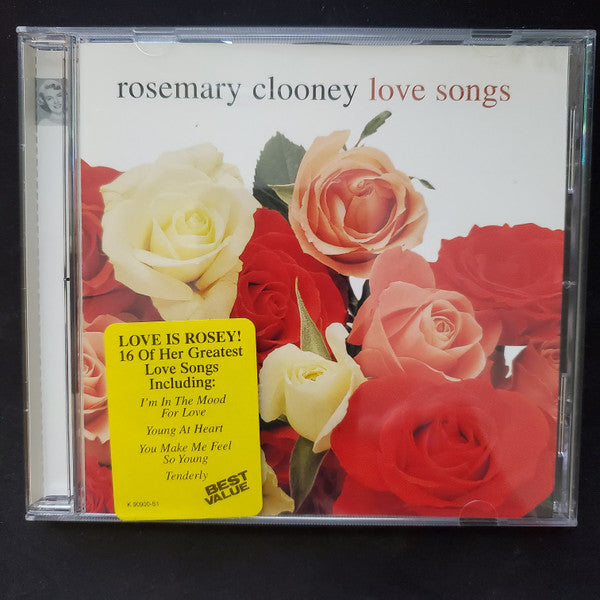 rosemary clooney love songs
LOVE IS ROSEY!
16 Of Her Greatest
Love Songs
Including:
I'm In The Mood
For Love
Young At Heart
You Make Me Feel
So Young
Tenderly
BEST
VALUE
K 90900-S1